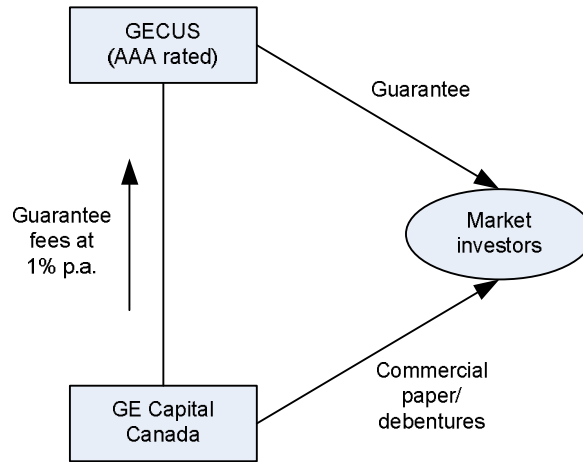 GECUS
(AAA rated)
Guarantee
Market
investors
Guarantee
fees at
1% p.a.
Commercial
paper/
debentures
GE Capital
Canada